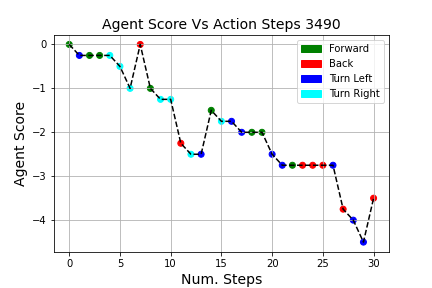 Agent Score Vs Action Steps 3490
Agent Score
0
−1
−2
−3
−4
Forward
Back
Turn Left
Turn Right
0 5 10 15 20 25 30
Num. Steps